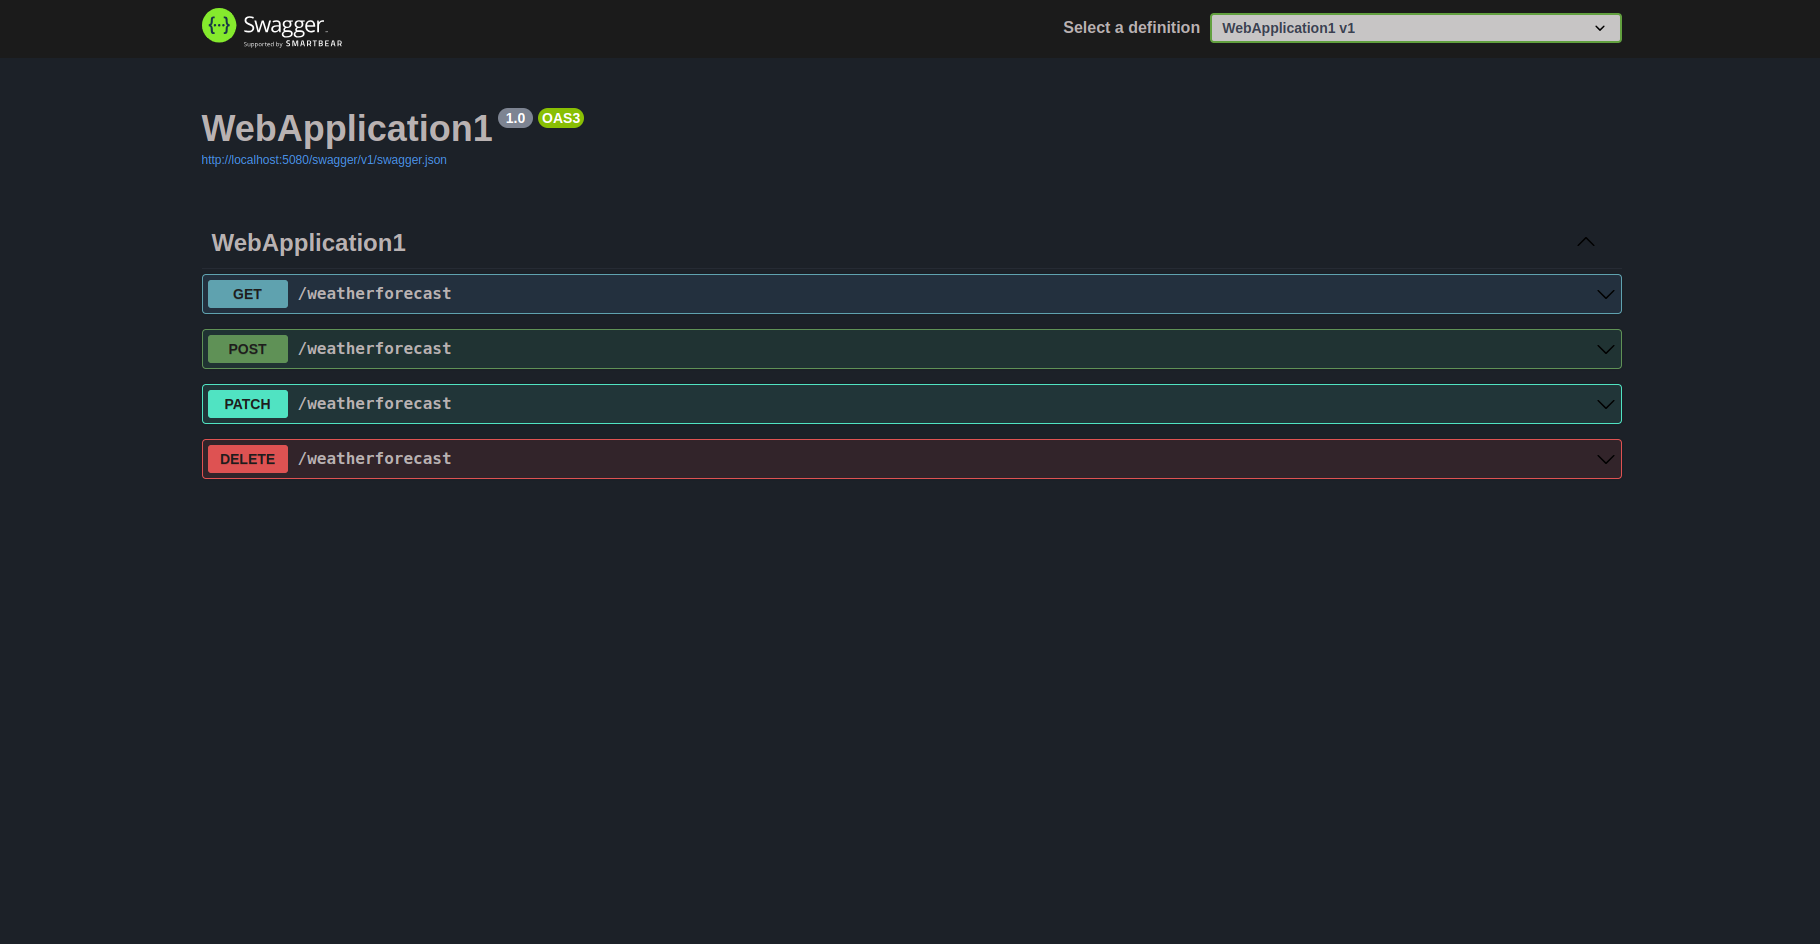 Swagger
Supported by SMARTBEAR
Select a definition
WebApplication1 v1
WebApplication1 1.0 OAS3
http://localhost:5080/swagger/v1/swagger.json
WebApplication1
GET /weatherforecast
POST /weatherforecast
PATCH /weatherforecast
DELETE /weatherforecast